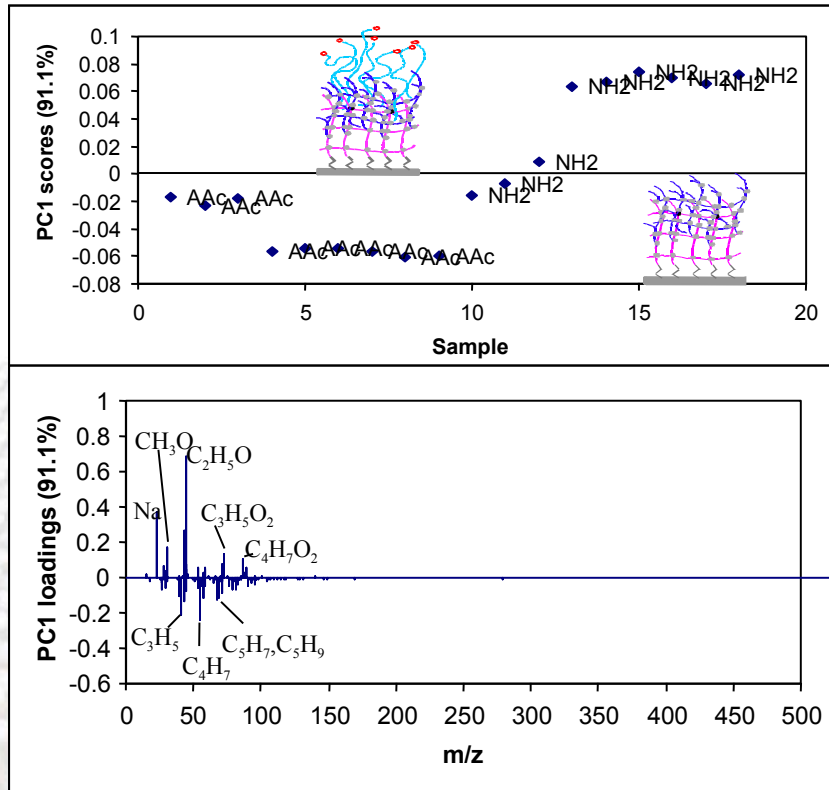 PC1 scores (91.1%)
0.1
0.08
0.06
0.04
0.02
0
-0.02
-0.04
-0.06
-0.08
AAc
AAc
AAc
AAc
AAc
AAc
AAc
AAc
AAc
NH2
NH2
NH2
NH2
NH2
NH2
NH2
NH2
NH2
0 5 10 15 20
Sample
PC1 loadings (91.1%)
1
0.8
0.6
0.4
0.2
0
-0.2
-0.4
-0.6
CH₃O
C₂H₅O
Na
C₃H₅O₂
C₄H₇O₂
C₃H₅
C₄H₇
C₅H₇,C₅H₉
0 50 100 150 200 250 300 350 400 450 500
m/z